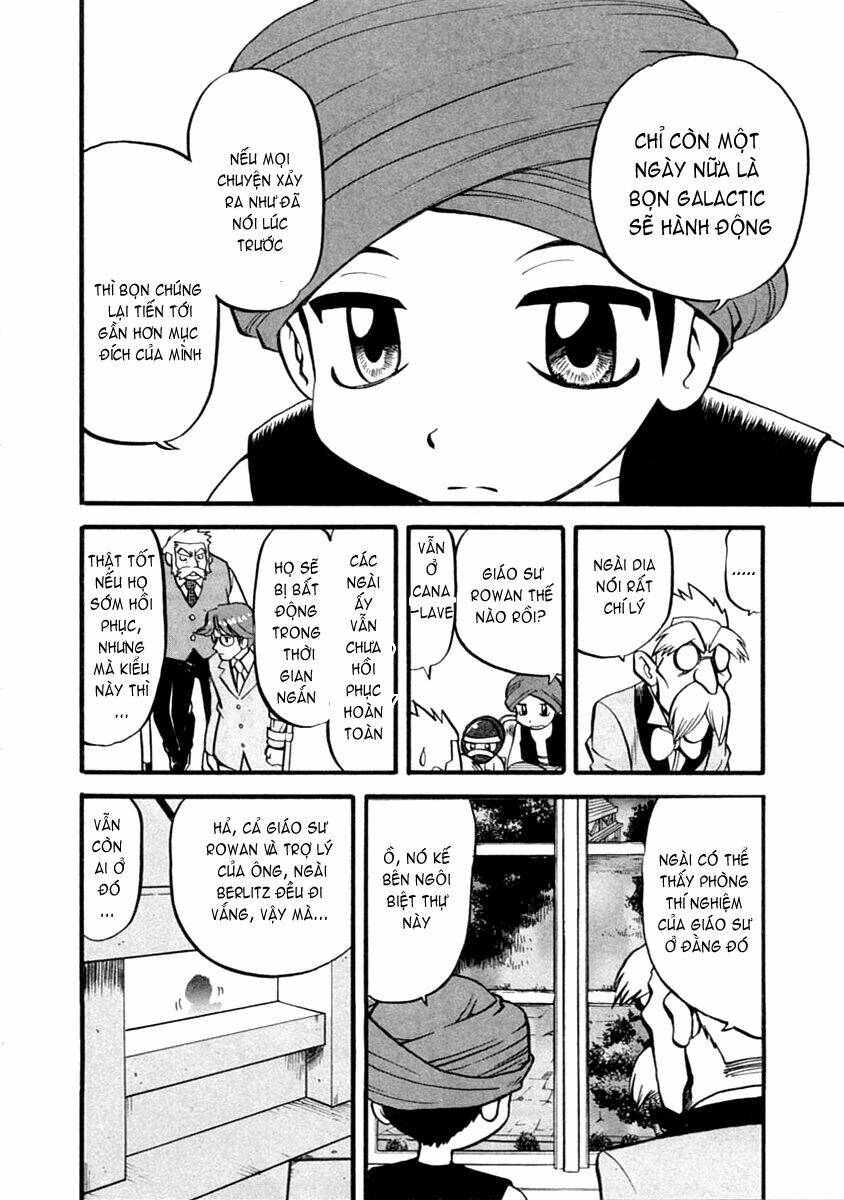 CHỈ CÒN MỘT
NGÀY NỮA LÀ
BỌN GALACTIC
SẼ HÀNH ĐỘNG
NẾU MỌI
CHUYỆN XẢY
RA NHƯ ĐÃ
NÓI LÚC
TRƯỚC
THÌ BỌN CHÚNG
LẠI TIẾN TỚI
GẦN HƠN MỤC
ĐÍCH CỦA MÌNH
.....
NGÀI DIA
NÓI RẤT
CHÍ LÝ
GIÁO SƯ
ROWAN THẾ
NÀO RỒI?
VẪN
Ở
CANA
-LAVE
CÁC
NGÀI
ẤY
VẪN
CHƯA
HỒI
PHỤC
HOÀN
TOÀN
HỌ SẼ
BỊ BẤT
ĐỘNG
TRONG
THỜI
GIAN
NGẮN
THẬT TỐT
NẾU HỌ
SỚM HỒI
PHỤC,
NHƯNG
MÀ KIỂU
NÀY THÌ
...
NGÀI CÓ THỂ
THẤY PHÒNG
THÍ NGHIỆM
CỦA GIÁO SƯ
Ở ĐẰNG ĐÓ
Ồ, NÓ KẾ
BÊN NGÔI
BIỆT THỰ
NÀY
HẢ, CẢ GIÁO SƯ
ROWAN VÀ TRỢ LÝ
CỦA ÔNG, NGÀI
BERLITZ ĐỀU ĐI
VẮNG, VẬY MÀ...
VẪN
CÒN
AI Ở
ĐÓ
...